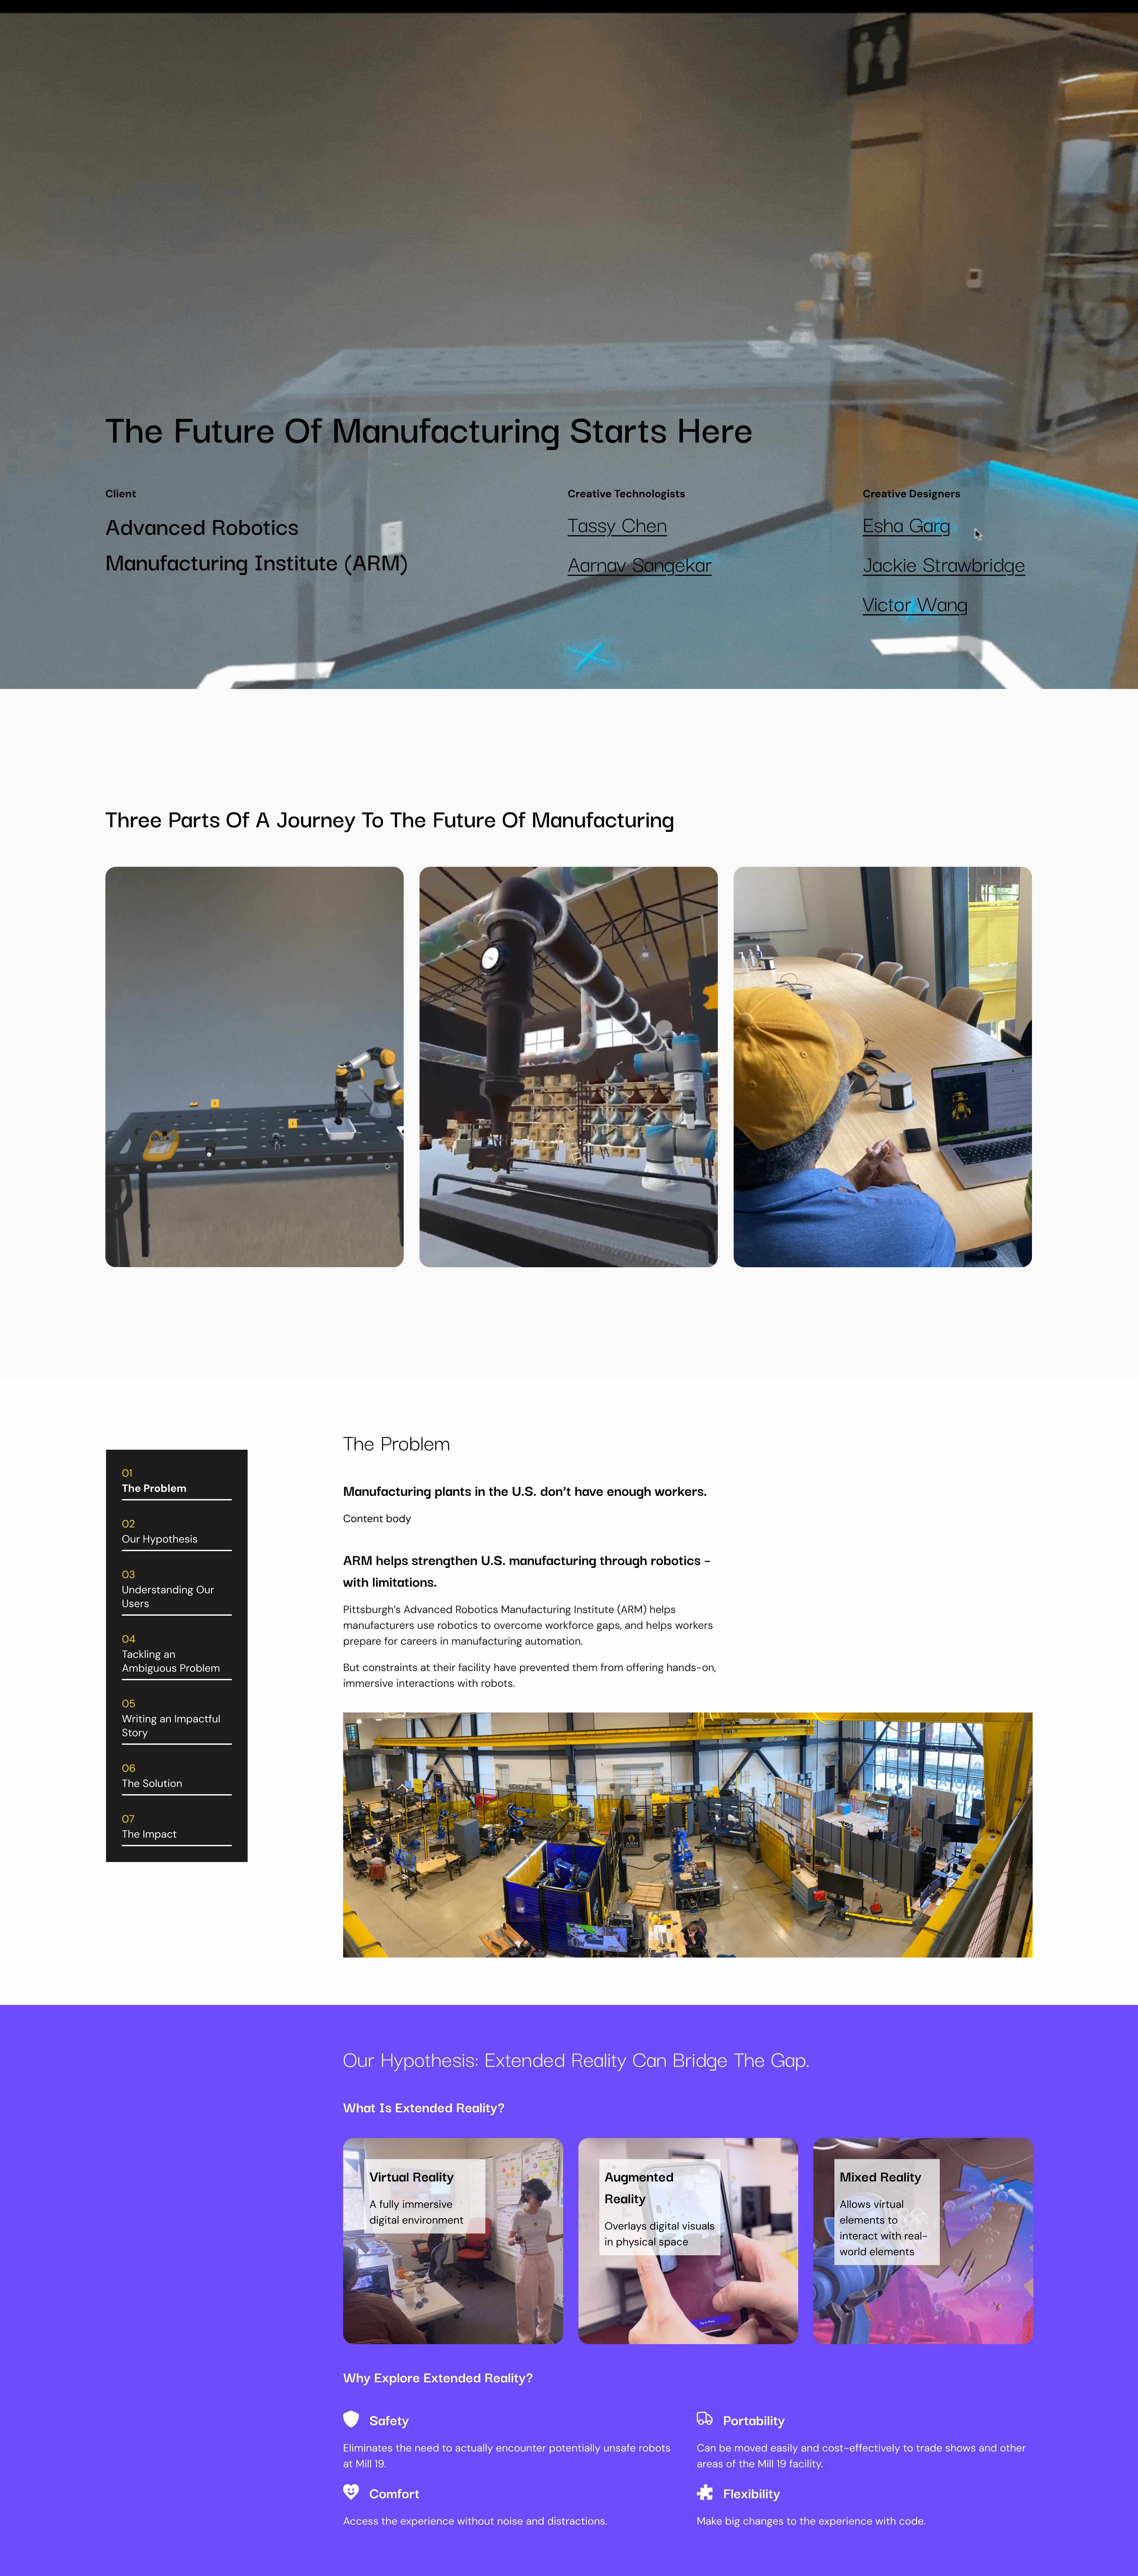 The Future Of Manufacturing Starts Here
Client
Advanced Robotics
Manufacturing Institute (ARM)
Creative Technologists
Tassy Chen
Aarnav Sangekar
Creative Designers
Esha Garg
Jackie Strawbridge
Victor Wang
Three Parts Of A Journey To The Future Of Manufacturing
01
The Problem
02
Our Hypothesis
03
Understanding Our
Users
04
Tackling an
Ambiguous Problem
05
Writing an Impactful
Story
06
The Solution
07
The Impact
The Problem
Manufacturing plants in the U.S. don't have enough workers.
Content body
ARM helps strengthen U.S. manufacturing through robotics –
with limitations.
Pittsburgh's Advanced Robotics Manufacturing Institute (ARM) helps
manufacturers use robotics to overcome workforce gaps, and helps workers
prepare for careers in manufacturing automation.
But constraints at their facility have prevented them from offering hands-on,
immersive interactions with robots.
ARM
Our Hypothesis: Extended Reality Can Bridge The Gap.
What Is Extended Reality?
Virtual Reality
A fully immersive
digital environment
Augmented
Reality
Overlays digital visuals
in physical space
Mixed Reality
Allows virtual
elements to
interact with real-
world elements
Why Explore Extended Reality?
Safety
Eliminates the need to actually encounter potentially unsafe robots
at Mill 19.
Portability
Can be moved easily and cost-effectively to trade shows and other
areas of the Mill 19 facility.
Comfort
Access the experience without noise and distractions.
Flexibility
Make big changes to the experience with code.